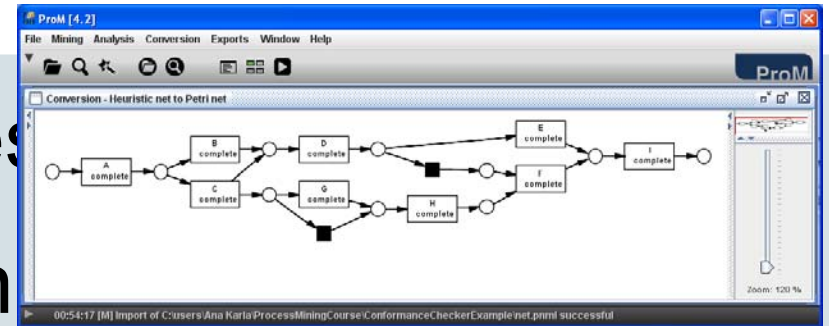 ProM [4.2]
File Mining Analysis Conversion Exports Window Help
ProM
Conversion - Heuristic net to Petri net
A complete
B complete
C complete
D complete
G complete
H complete
E complete
F complete
I complete
Zoom: 120 %
00:54:17 [M] Import of C:\users\Ana Karla\ProcessMiningCourse\ConformanceCheckerExample\net.pnml successful